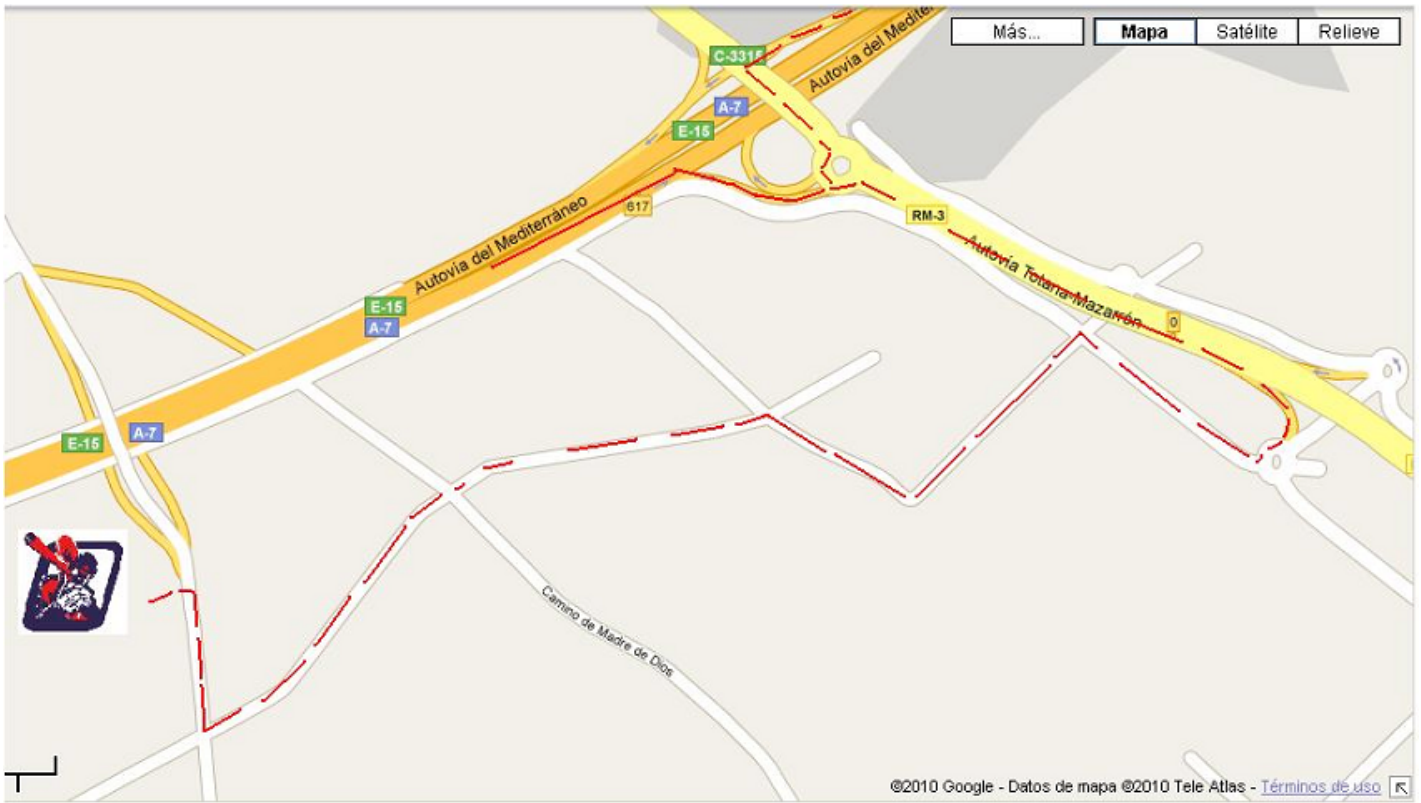 Más...
Mapa
Satélite
Relieve
C-3315
Autovía del Mediterráneo
A-7
E-15
Autovía del Mediterráneo
617
RM-3
Autovía Totana-Mazarrón
0
E-15
A-7
E-15
A-7
Camino de Madre de Dios
©2010 Google - Datos de mapa ©2010 Tele Atlas - Términos de uso